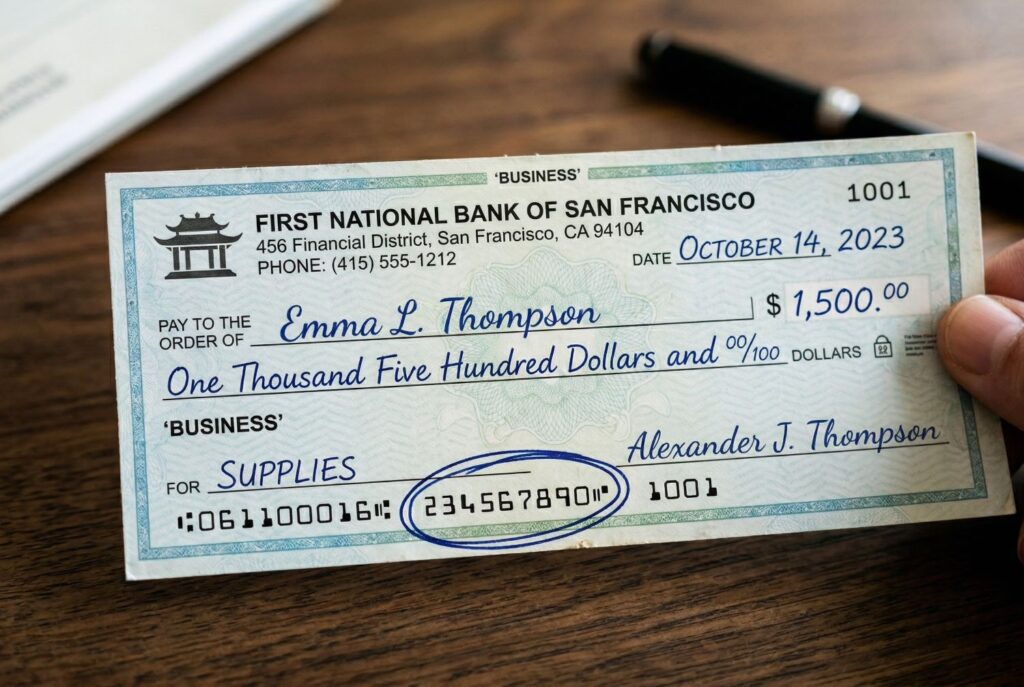 'BUSINESS'
1001
FIRST NATIONAL BANK OF SAN FRANCISCO
456 Financial District, San Francisco, CA 94104
PHONE: (415) 555-1212
DATE OCTOBER 14, 2023
PAY TO THE
ORDER OF Emma L. Thompson $ 1,500.00
One Thousand Five Hundred Dollars and 00/100 DOLLARS
'BUSINESS'
FOR SUPPLIES
Alexander J. Thompson
⑆061100016⑆ 234567890⑈ 1001